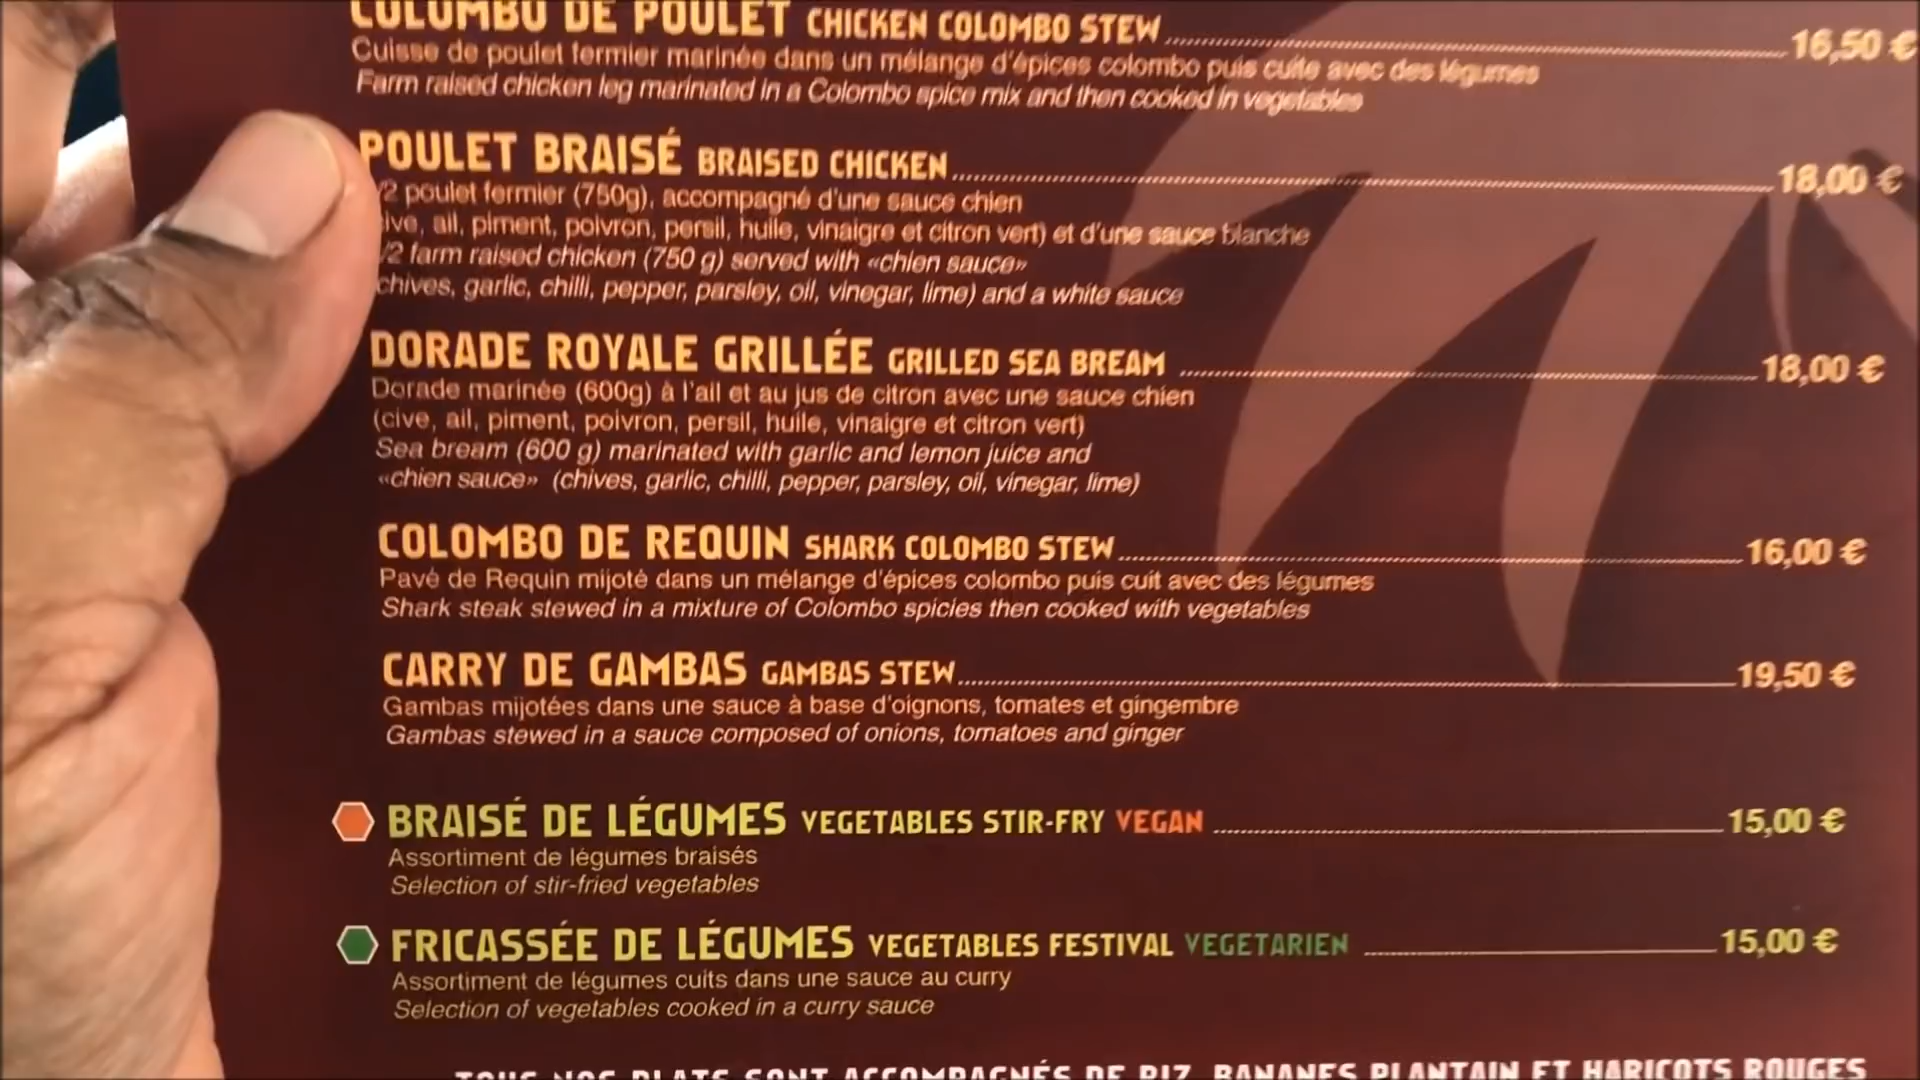 COLOMBO DE POULET CHICKEN COLOMBO STEW 16,50 €
Cuisse de poulet fermier marinée dans un mélange d'épices colombo puis cuite avec des légumes
Farm raised chicken leg marinated in a Colombo spice mix and then cooked in vegetables
POULET BRAISÉ BRAISED CHICKEN 18,00 €
/2 poulet fermier (750g), accompagné d'une sauce chien
ive, ail, piment, poivron, persil, huile, vinaigre et citron vert) et d'une sauce blanche
/2 farm raised chicken (750 g) served with «chien sauce»
chives, garlic, chilli, pepper, parsley, oil, vinegar, lime) and a white sauce
DORADE ROYALE GRILLÉE GRILLED SEA BREAM 18,00 €
Dorade marinée (600g) à l'ail et au jus de citron avec une sauce chien
(cive, ail, piment, poivron, persil, huile, vinaigre et citron vert)
Sea bream (600 g) marinated with garlic and lemon juice and
«chien sauce» (chives, garlic, chilli, pepper, parsley, oil, vinegar, lime)
COLOMBO DE REQUIN SHARK COLOMBO STEW 16,00 €
Pavé de Requin mijoté dans un mélange d'épices colombo puis cuit avec des légumes
Shark steak stewed in a mixture of Colombo spicies then cooked with vegetables
CARRY DE GAMBAS GAMBAS STEW 19,50 €
Gambas mijotées dans une sauce à base d'oignons, tomates et gingembre
Gambas stewed in a sauce composed of onions, tomatoes and ginger
BRAISÉ DE LÉGUMES VEGETABLES STIR-FRY VEGAN 15,00 €
Assortiment de légumes braisés
Selection of stir-fried vegetables
FRICASSÉE DE LÉGUMES VEGETABLES FESTIVAL VEGETARIEN 15,00 €
Assortiment de légumes cuits dans une sauce au curry
Selection of vegetables cooked in a curry sauce
TOUS NOS PLATS SONT ACCOMPAGNÉS DE RIZ, BANANES PLANTAIN ET HARICOTS ROUGES